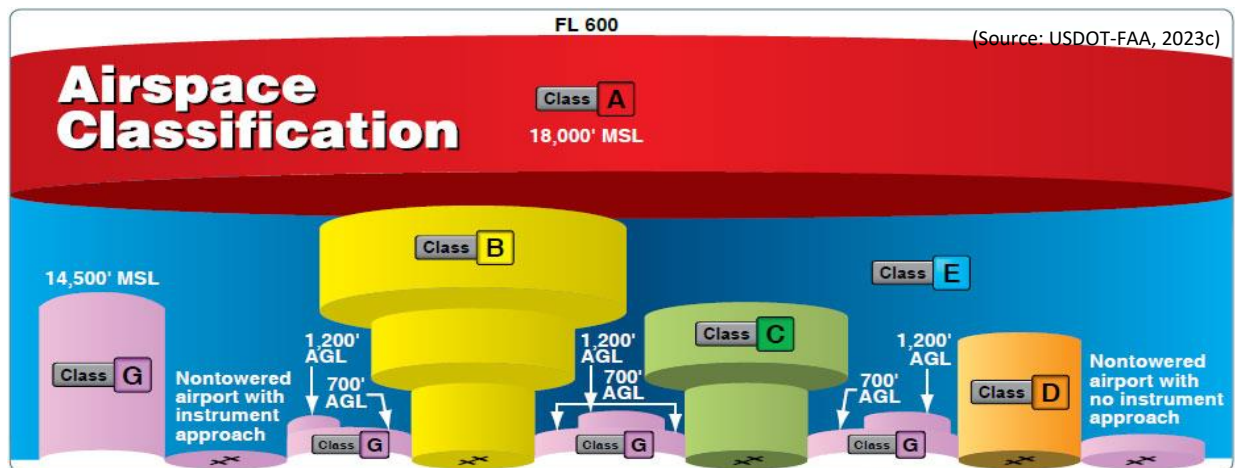 FL 600
(Source: USDOT-FAA, 2023c)
Airspace
Classification
Class A
18,000' MSL
Class B
Class E
14,500' MSL
Class C
1,200'
AGL
1,200'
AGL
1,200'
AGL
Class G
Nontowered
airport with
instrument
approach
700'
AGL
700'
AGL
700'
AGL
Class D
Nontowered
airport with
no instrument
approach
Class G
Class G
Class G